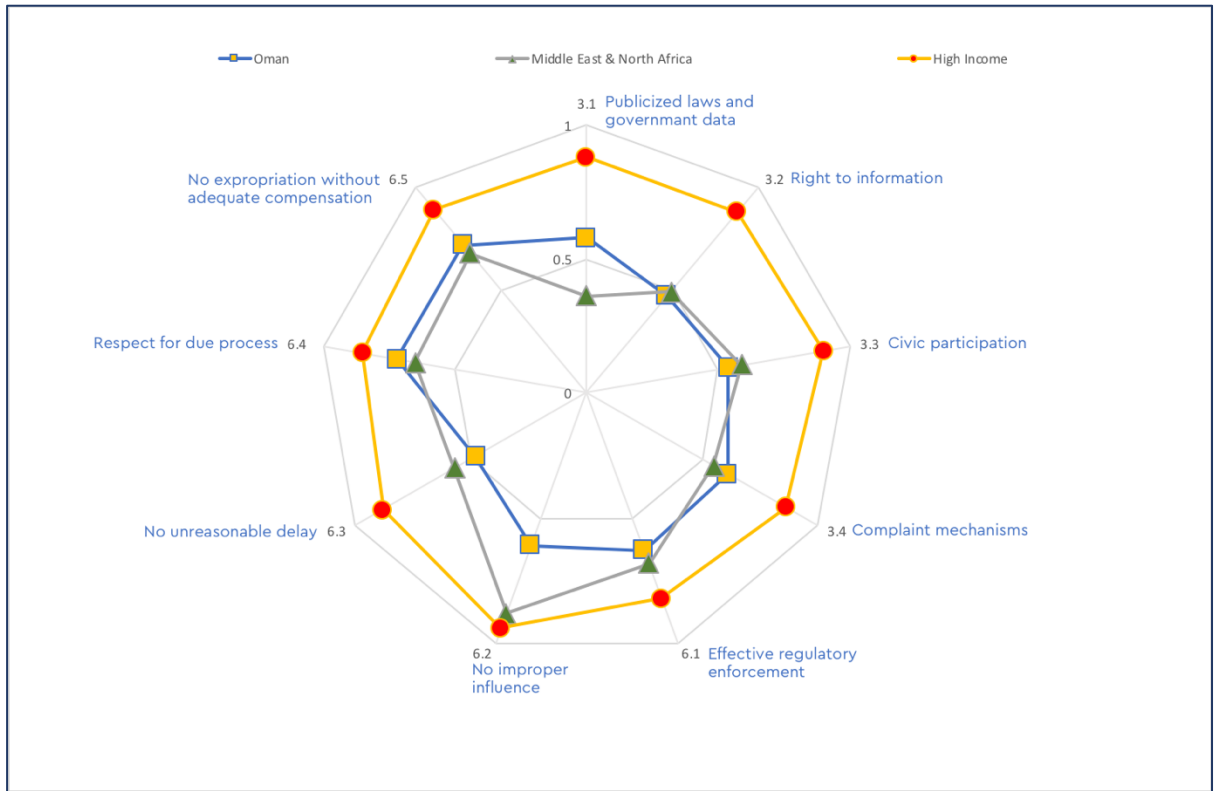 Oman
Middle East & North Africa
High Income
3.1
Publicized laws and
governmant data
1
6.5
No expropriation without
adequate compensation
3.2
Right to information
0.5
6.4
Respect for due process
3.3
Civic participation
0
6.3
No unreasonable delay
3.4
Complaint mechanisms
6.2
No improper
influence
6.1
Effective regulatory
enforcement